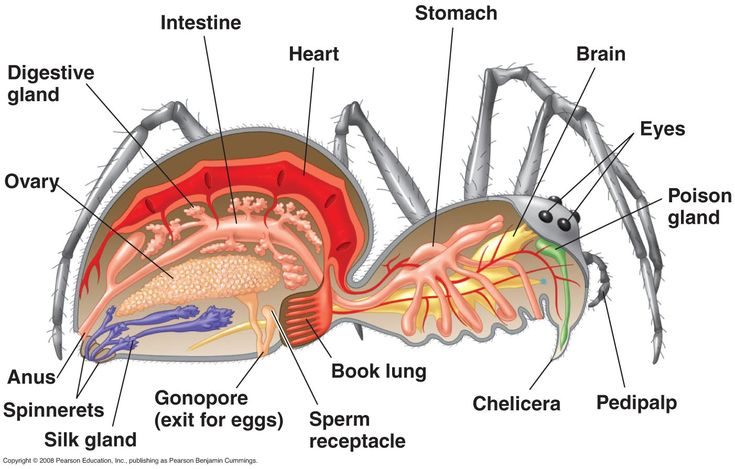 Stomach
Intestine
Heart
Brain
Digestive
gland
Eyes
Ovary
Poison
gland
Anus
Spinnerets
Silk gland
Gonopore
(exit for eggs)
Sperm
receptacle
Book lung
Chelicera
Pedipalp
Copyright © 2008 Pearson Education, Inc., publishing as Pearson Benjamin Cummings.